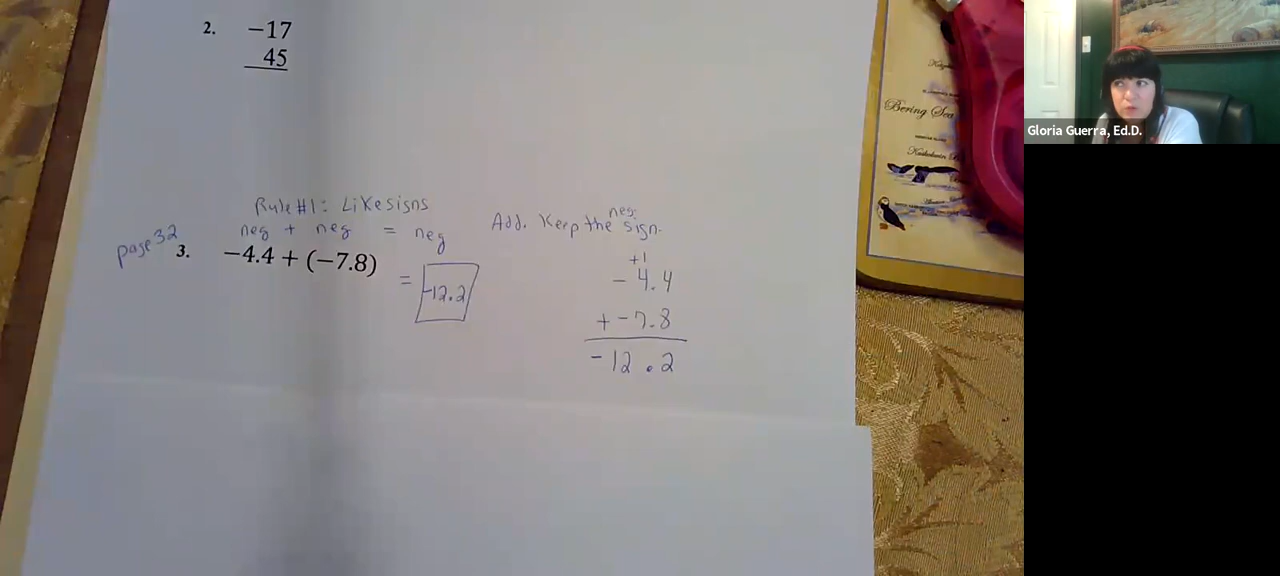 2. −17
45
Rule #1: Like signs
neg + neg = neg
Add. Keep the neg. sign.
page 32
3. −4.4 + (−7.8)
= -12.2
+1
- 4.4
+ -7.8
-12.2
Bering Sea
Gloria Guerra, Ed.D.